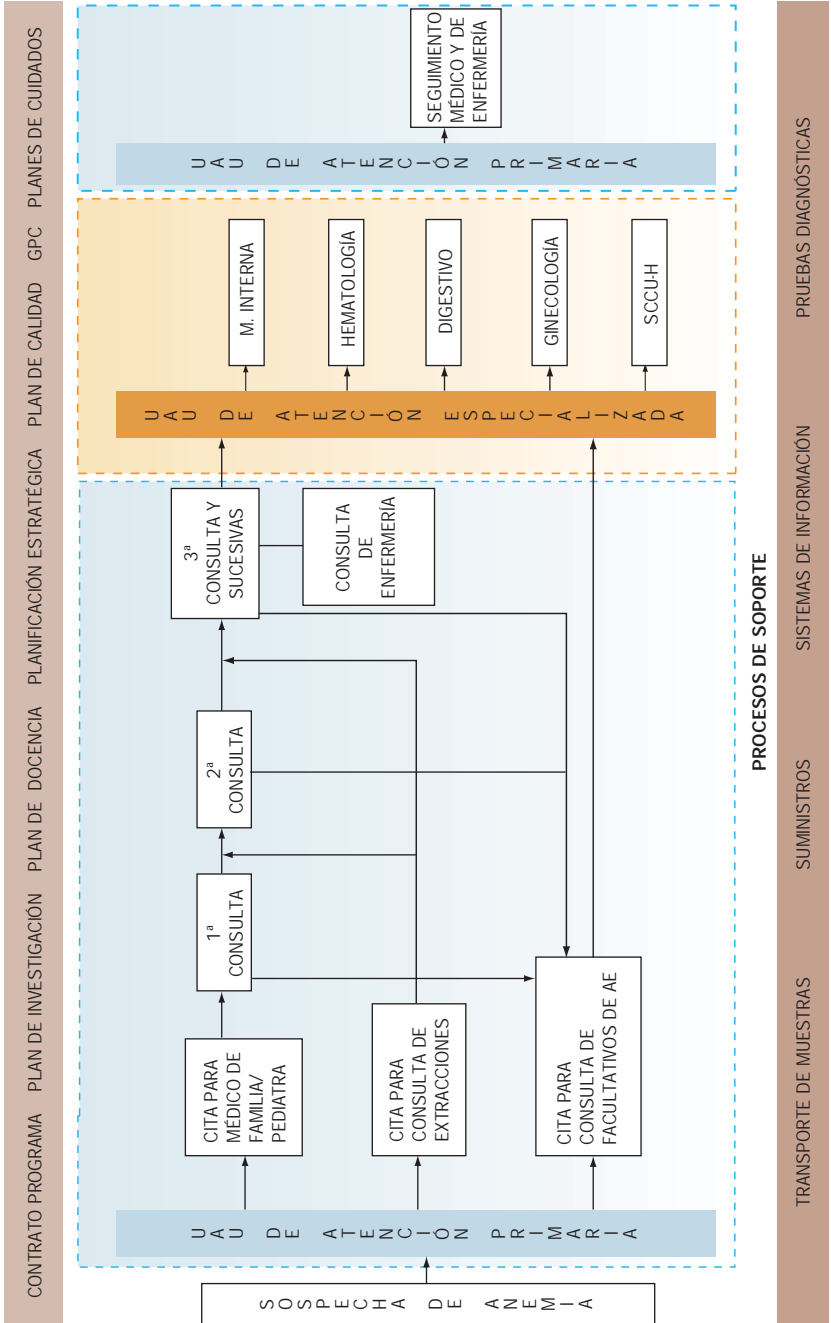 CONTRATO PROGRAMA PLAN DE INVESTIGACIÓN PLAN DE DOCENCIA PLANIFICACIÓN ESTRATÉGICA PLAN DE CALIDAD GPC PLANES DE CUIDADOS
SOSPECHA DE ANEMIA
UAU DE ATENCIÓN PRIMARIA
CITA PARA
MÉDICO DE
FAMILIA/
PEDIATRA
CITA PARA
CONSULTA DE
EXTRACCIONES
CITA PARA
CONSULTA DE
FACULTATIVOS DE AE
1ª
CONSULTA
2ª
CONSULTA
3ª
CONSULTA Y
SUCESIVAS
CONSULTA
DE
ENFERMERÍA
UAU DE ATENCIÓN ESPECIALIZADA
M. INTERNA
HEMATOLOGÍA
DIGESTIVO
GINECOLOGÍA
SCCU-H
UAU DE ATENCIÓN PRIMARIA
SEGUIMIENTO
MÉDICO Y DE
ENFERMERÍA
PROCESOS DE SOPORTE
TRANSPORTE DE MUESTRAS SUMINISTROS SISTEMAS DE INFORMACIÓN PRUEBAS DIAGNÓSTICAS